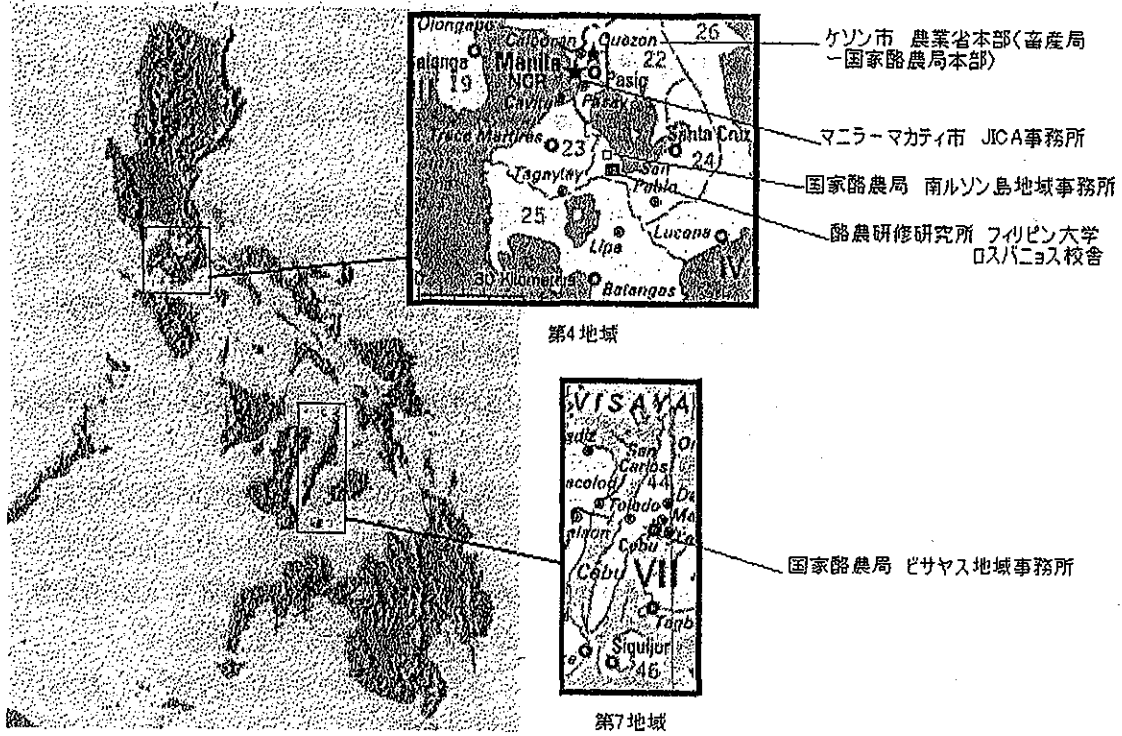 Olongapo
Caloocan
Quezon
26
22
alanga
19
Manila
NCR
Pasig
Cavite
Pasay
Trece Martires
23
Santa Cruz
24
Tagaytay
San
Pablo
25
Lipa
Lucena
IV
30 Kilometers
Batangas
ケソン市 農業省本部(畜産局
ー国家酪農局本部)
マニラーマカティ市 JICA事務所
国家酪農局 南ルソン島地域事務所
酪農研修研究所 フィリピン大学
ロスバニョス校舎
第4地域
VISAYA
adiz
San
Carlos
44
acolod
Toledo
Da
Ma
Cebu
Cebu
VII
Tagb
Siquijor
46
国家酪農局 ビサヤス地域事務所
第7地域